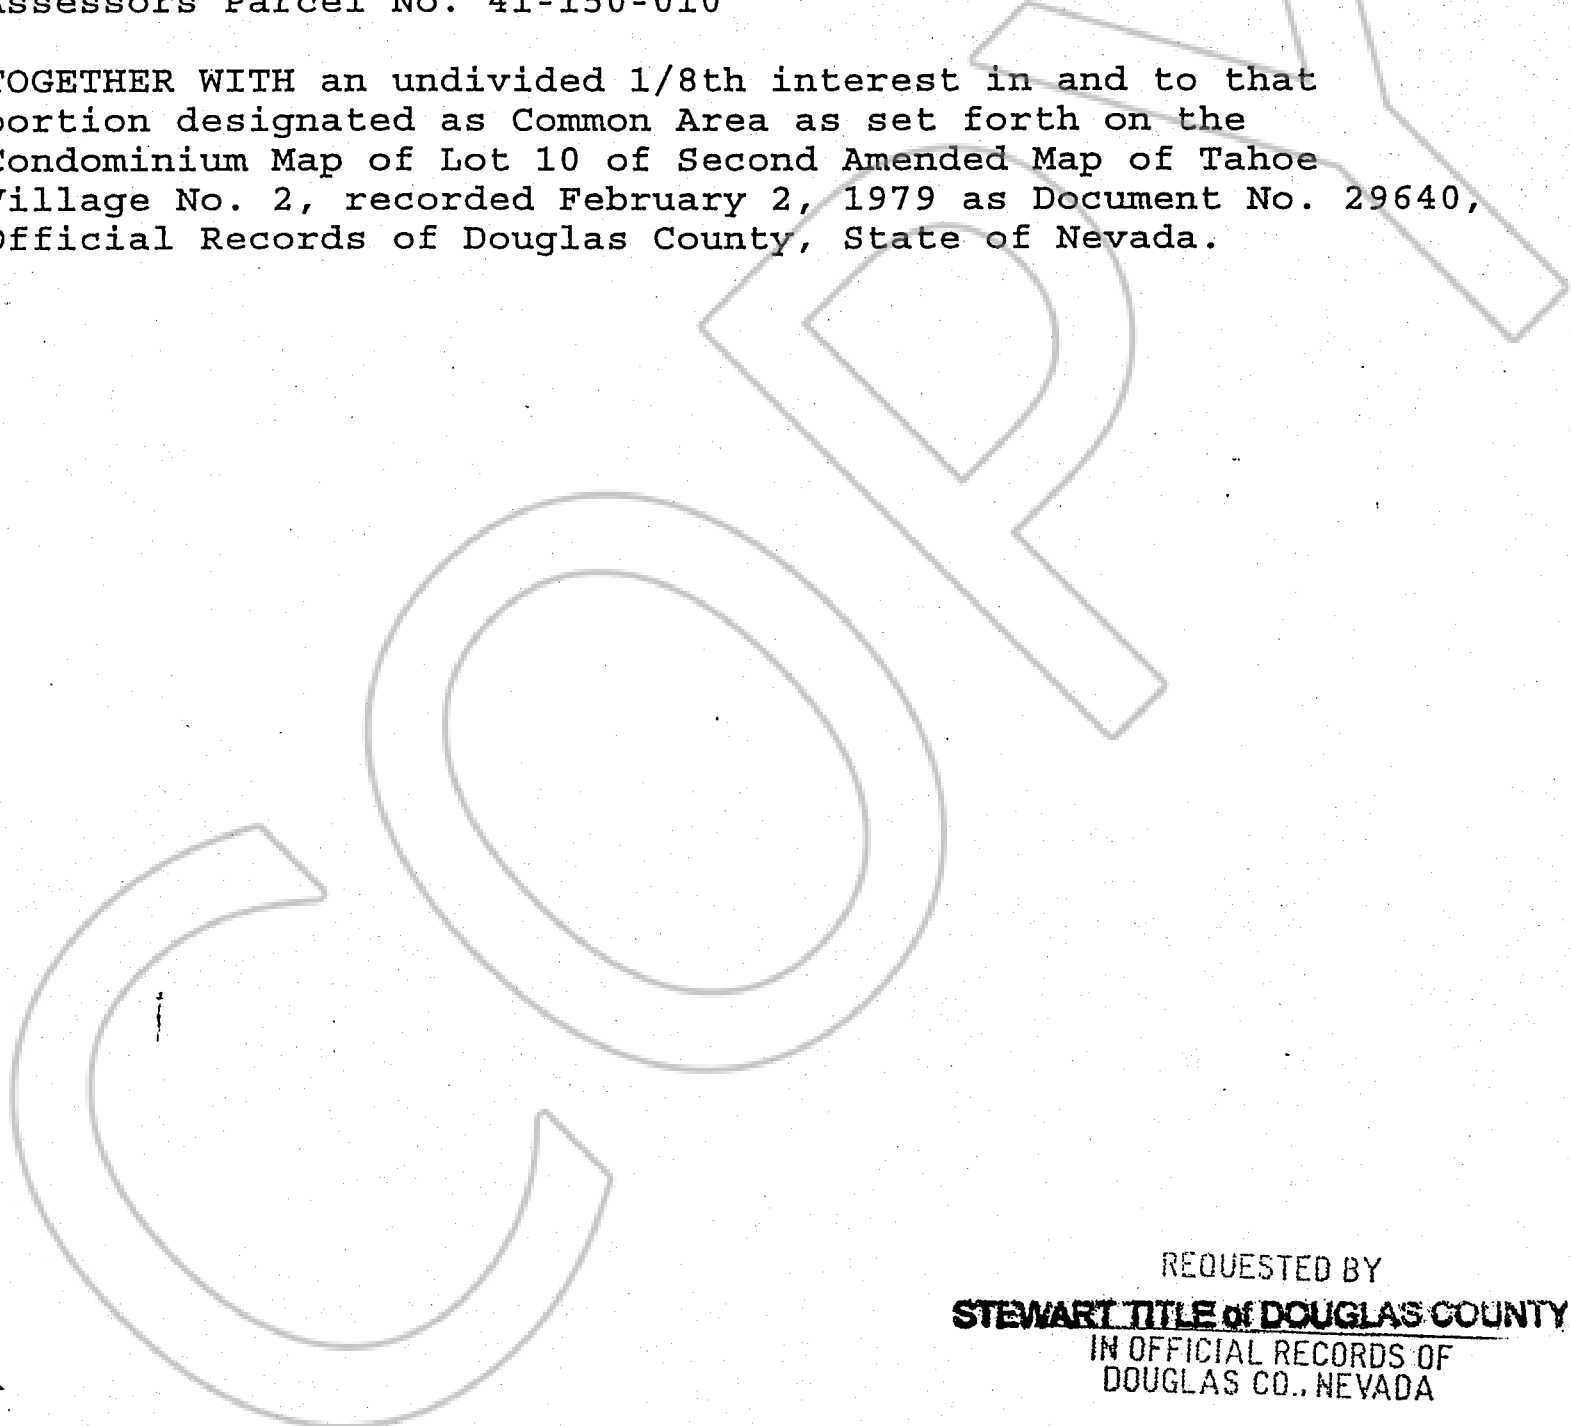 Assessors Parcel No. 41-150-010
TOGETHER WITH an undivided 1/8th interest in and to that
portion designated as Common Area as set forth on the
Condominium Map of Lot 10 of Second Amended Map of Tahoe
Village No. 2, recorded February 2, 1979 as Document No. 29640,
Official Records of Douglas County, State of Nevada.
COPY
REQUESTED BY
STEWART TITLE of DOUGLAS COUNTY
IN OFFICIAL RECORDS OF
DOUGLAS CO., NEVADA